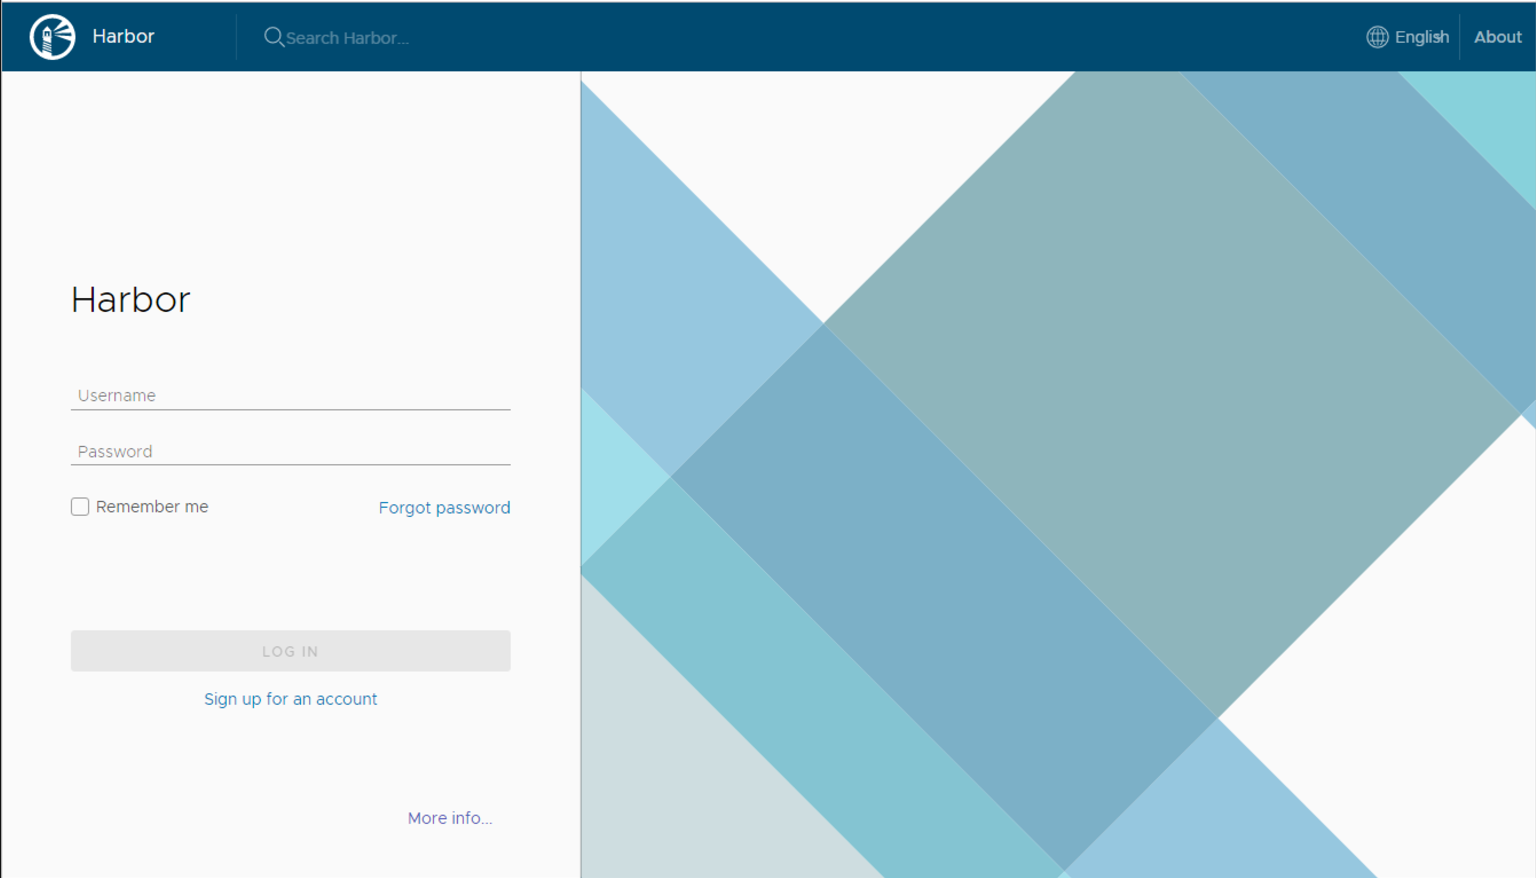 Harbor
Search Harbor...
English
About
Harbor
Username
Password
Remember me
Forgot password
LOG IN
Sign up for an account
More info...